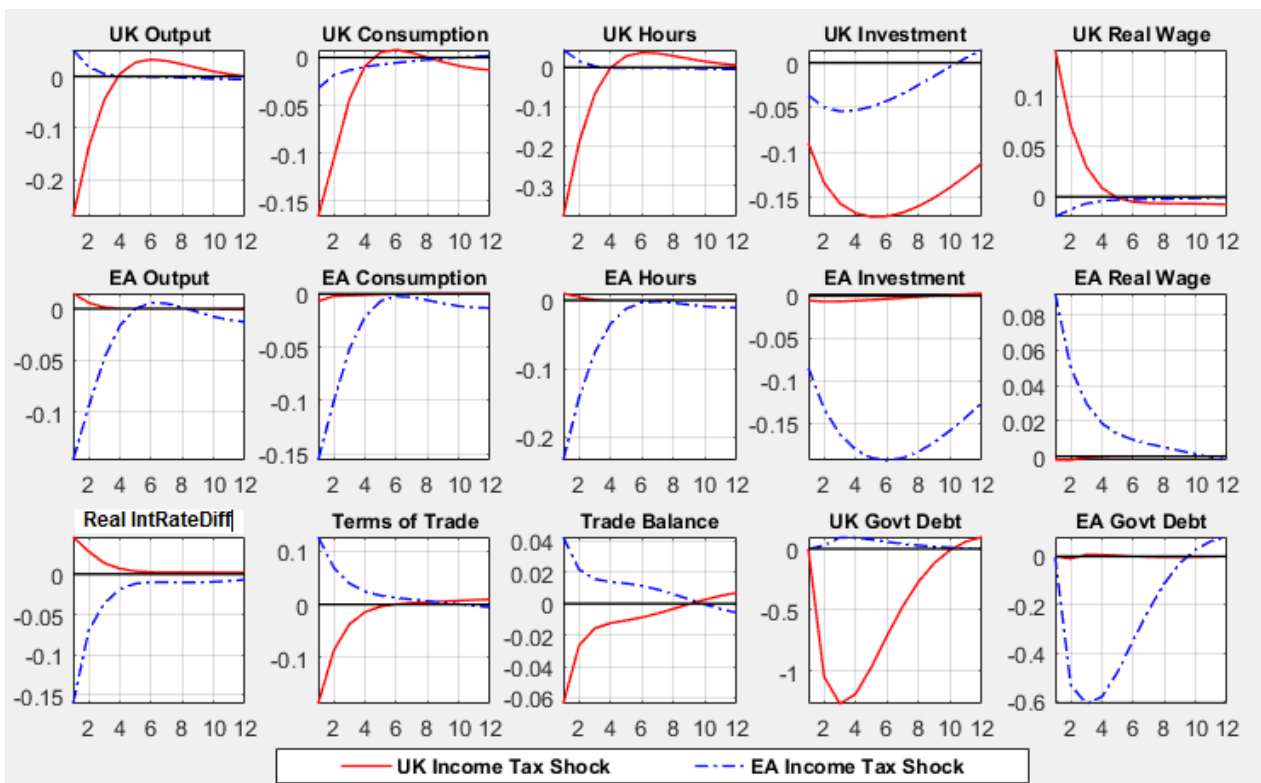 UK Output
0
-0.1
-0.2
2 4 6 8 10 12
UK Consumption
0
-0.05
-0.1
-0.15
2 4 6 8 10 12
UK Hours
0
-0.1
-0.2
-0.3
2 4 6 8 10 12
UK Investment
0
-0.05
-0.1
-0.15
2 4 6 8 10 12
UK Real Wage
0.1
0.05
0
2 4 6 8 10 12
EA Output
0
-0.05
-0.1
2 4 6 8 10 12
EA Consumption
0
-0.05
-0.1
-0.15
2 4 6 8 10 12
EA Hours
0
-0.1
-0.2
2 4 6 8 10 12
EA Investment
0
-0.05
-0.1
-0.15
2 4 6 8 10 12
EA Real Wage
0.08
0.06
0.04
0.02
0
2 4 6 8 10 12
Real IntRateDiff
0
-0.05
-0.1
-0.15
2 4 6 8 10 12
Terms of Trade
0.1
0
-0.1
2 4 6 8 10 12
Trade Balance
0.04
0.02
0
-0.02
-0.04
-0.06
2 4 6 8 10 12
UK Govt Debt
0
-0.5
-1
2 4 6 8 10 12
EA Govt Debt
0
-0.2
-0.4
-0.6
2 4 6 8 10 12
UK Income Tax Shock
EA Income Tax Shock